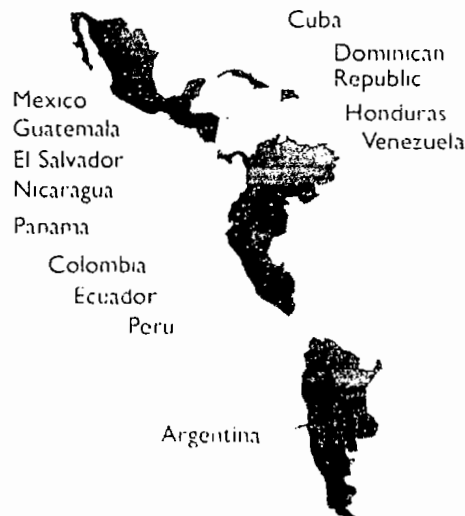 Cuba
Dominican
Republic
Mexico
Honduras
Guatemala
Venezuela
El Salvador
Nicaragua
Panama
Colombia
Ecuador
Peru
Argentina